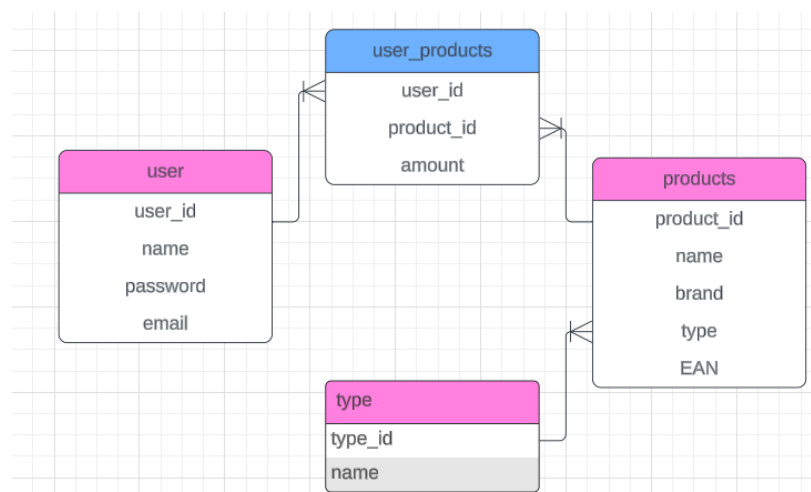 user_products
user_id
product_id
amount
user
user_id
name
password
email
products
product_id
name
brand
type
EAN
type
type_id
name